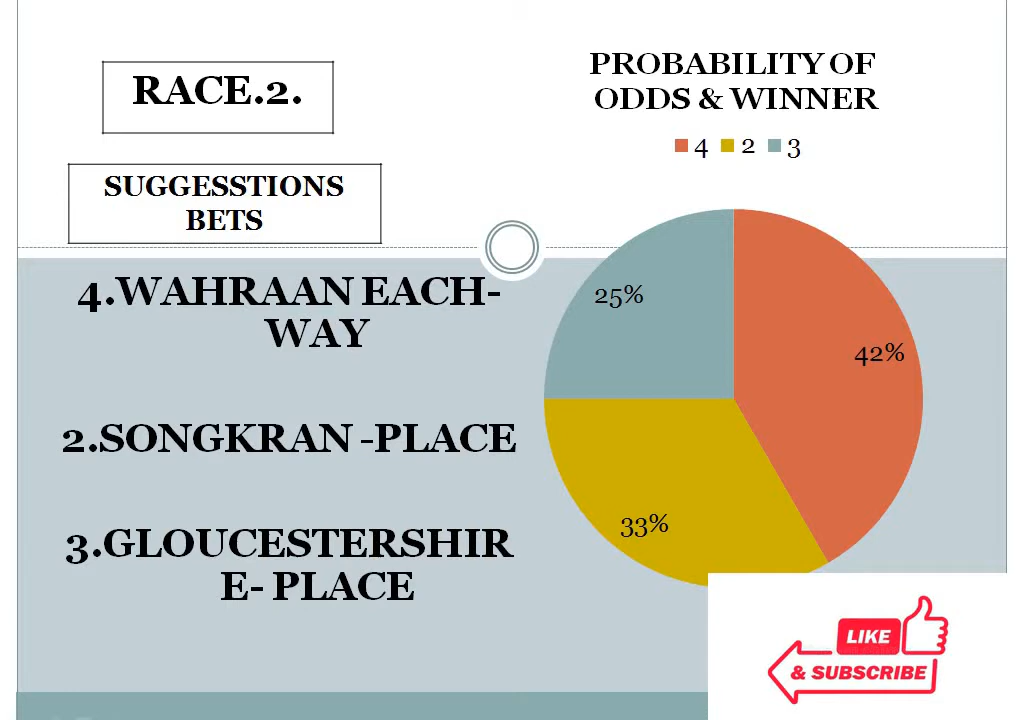 RACE.2.
SUGGESSTIONS
BETS
4.WAHRAAN EACH-
WAY
2.SONGKRAN -PLACE
3.GLOUCESTERSHIR
E- PLACE
PROBABILITY OF
ODDS & WINNER
4 2 3
25%
42%
33%
LIKE
& SUBSCRIBE